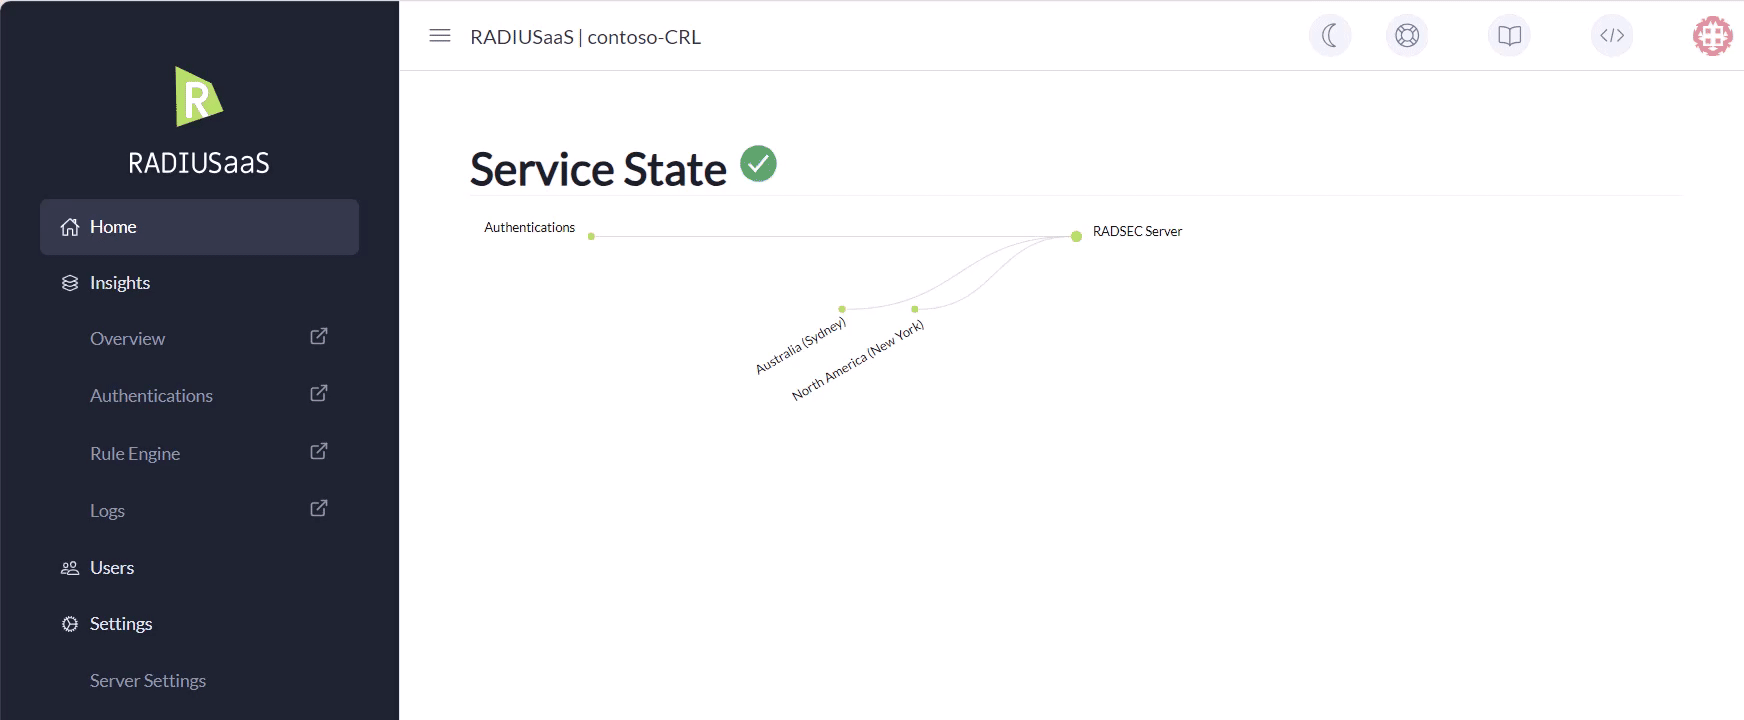 R
RADIUSaaS
Home
Insights
Overview
Authentications
Rule Engine
Logs
Users
Settings
Server Settings
RADIUSaaS | contoso-CRL
Service State
Authentications
RADSEC Server
Australia (Sydney)
North America (New York)